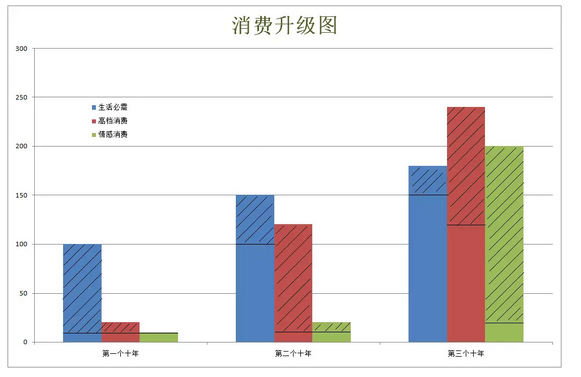 消费升级图
300
250
200
150
100
50
0
生活必需
高档消费
情感消费
第一个十年
第二个十年
第三个十年